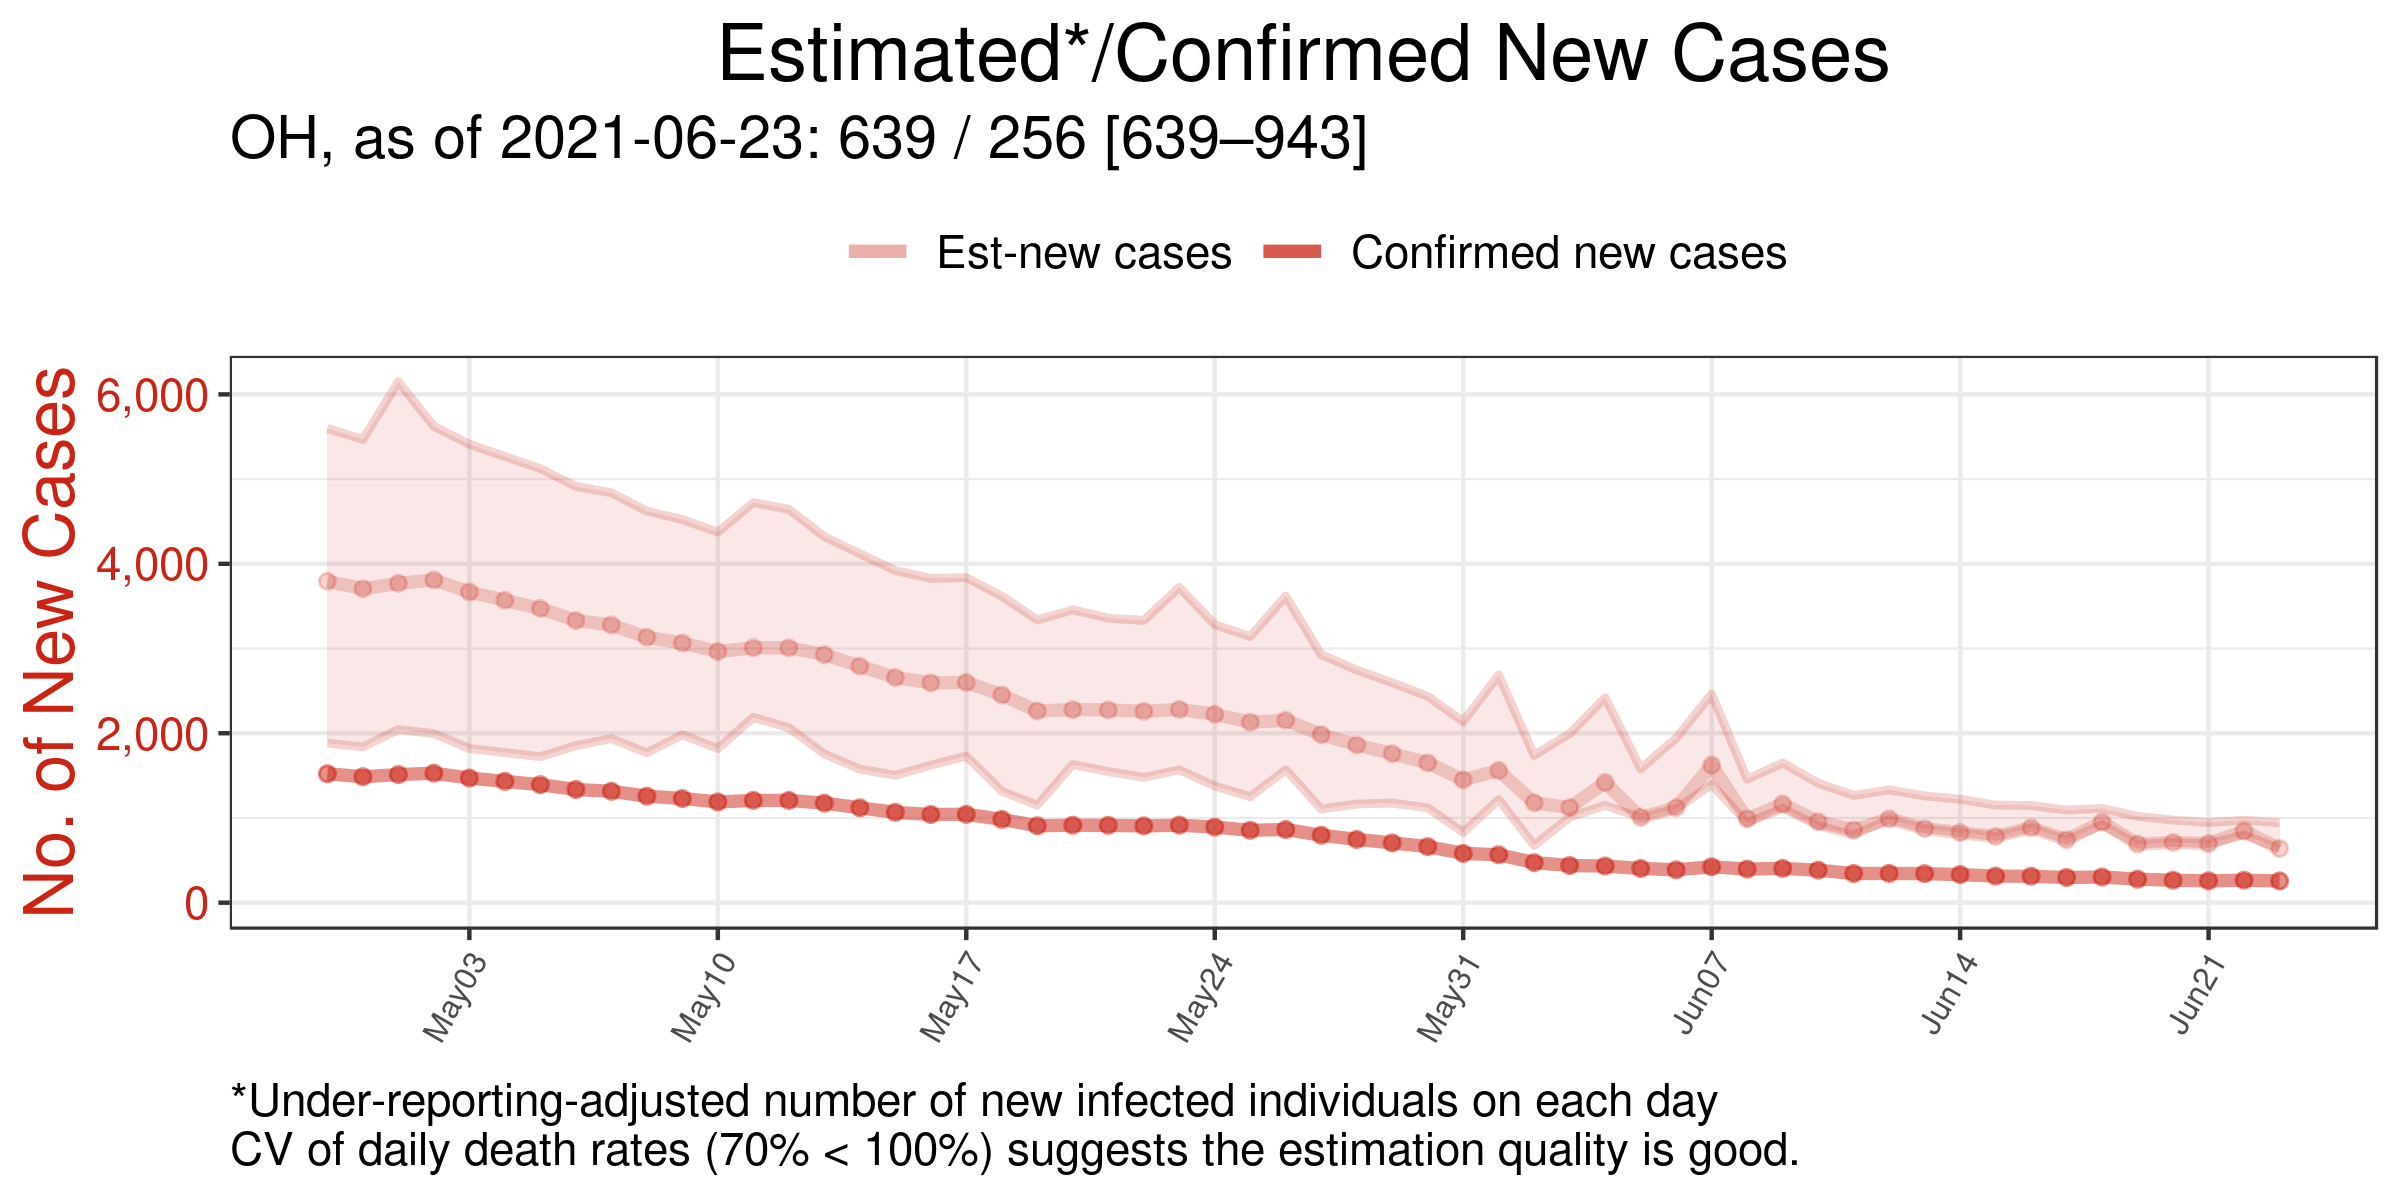 Estimated*/Confirmed New Cases
OH, as of 2021-06-23: 639 / 256 [639–943]
Est-new cases Confirmed new cases
No. of New Cases
6,000
4,000
2,000
0
May03 May10 May17 May24 May31 Jun07 Jun14 Jun21
*Under-reporting-adjusted number of new infected individuals on each day
CV of daily death rates (70% < 100%) suggests the estimation quality is good.